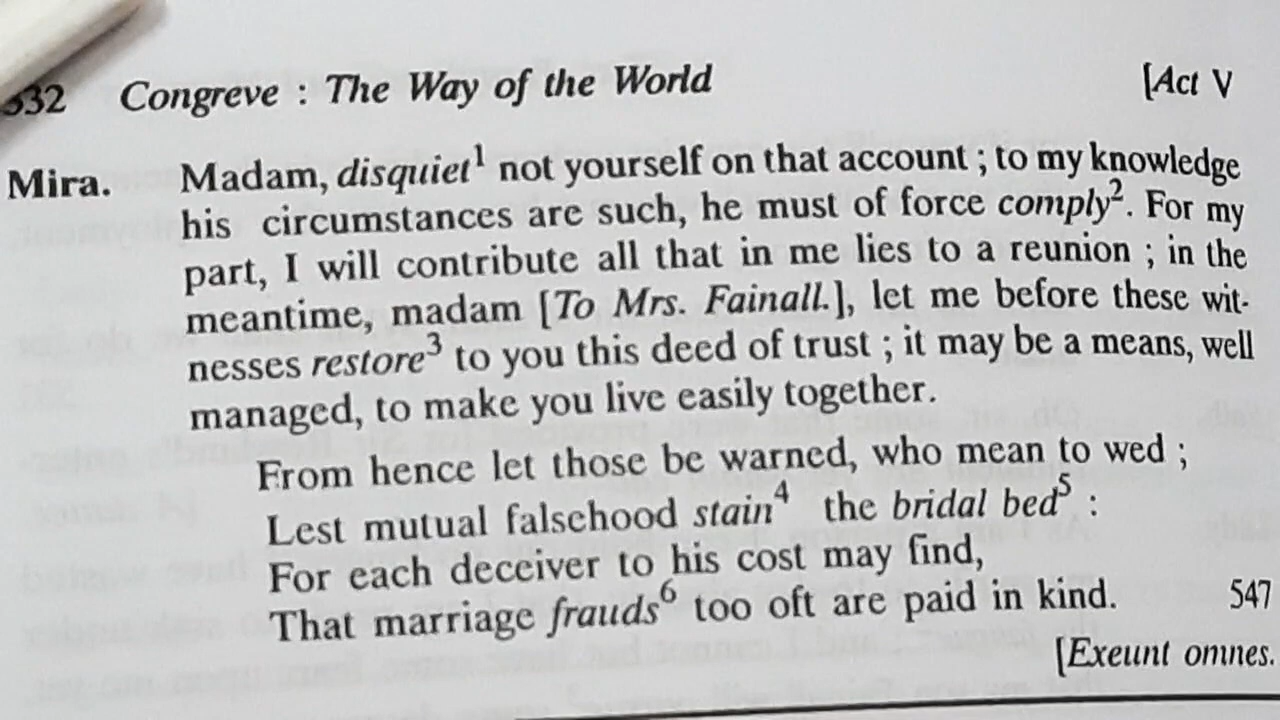 332 Congreve : The Way of the World [Act V
Mira. Madam, disquiet¹ not yourself on that account ; to my knowledge
his circumstances are such, he must of force comply². For my
part, I will contribute all that in me lies to a reunion ; in the
meantime, madam [To Mrs. Fainall.], let me before these wit-
nesses restore³ to you this deed of trust ; it may be a means, well
managed, to make you live easily together.
From hence let those be warned, who mean to wed ;
Lest mutual falsehood stain⁴ the bridal bed⁵ :
For each deceiver to his cost may find,
That marriage frauds⁶ too oft are paid in kind. 547
[Exeunt omnes.